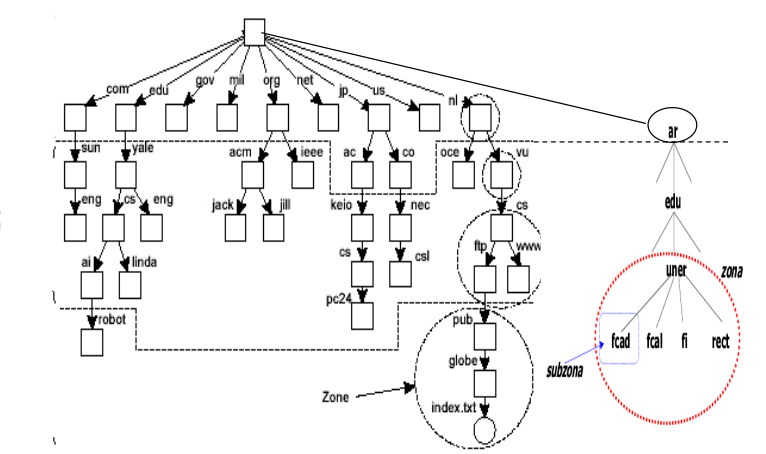 com edu gov mil org net jp us nl
ar
sun yale acm ieee ac co oce vu
edu
eng cs eng jack jill keio nec cs
ai linda cs csl ftp www
uner zona
pc24
robot pub
fcad fcal fi rect
globe
subzona
Zone
index.txt